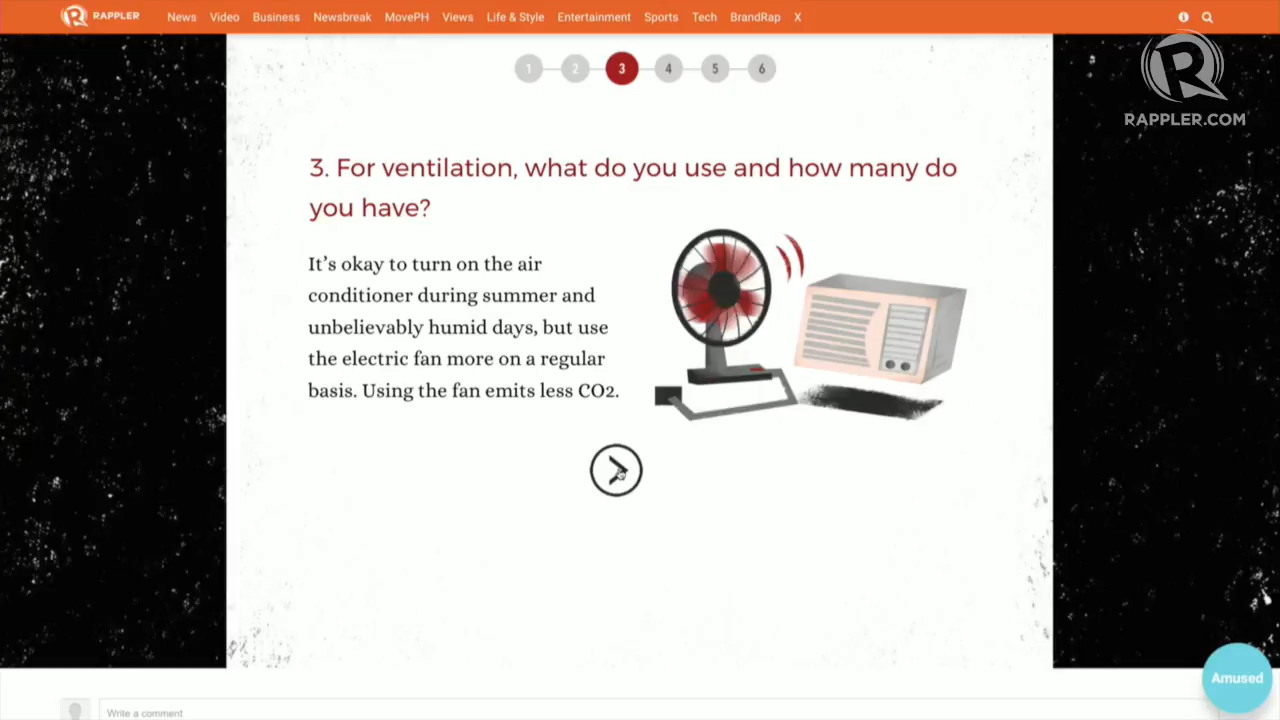 RAPPLER News Video Business Newsbreak MovePH Views Life & Style Entertainment Sports Tech BrandRap X
R RAPPLER.COM
1 2 3 4 5 6
3. For ventilation, what do you use and how many do
you have?
It's okay to turn on the air
conditioner during summer and
unbelievably humid days, but use
the electric fan more on a regular
basis. Using the fan emits less CO2.
Amused
Write a comment